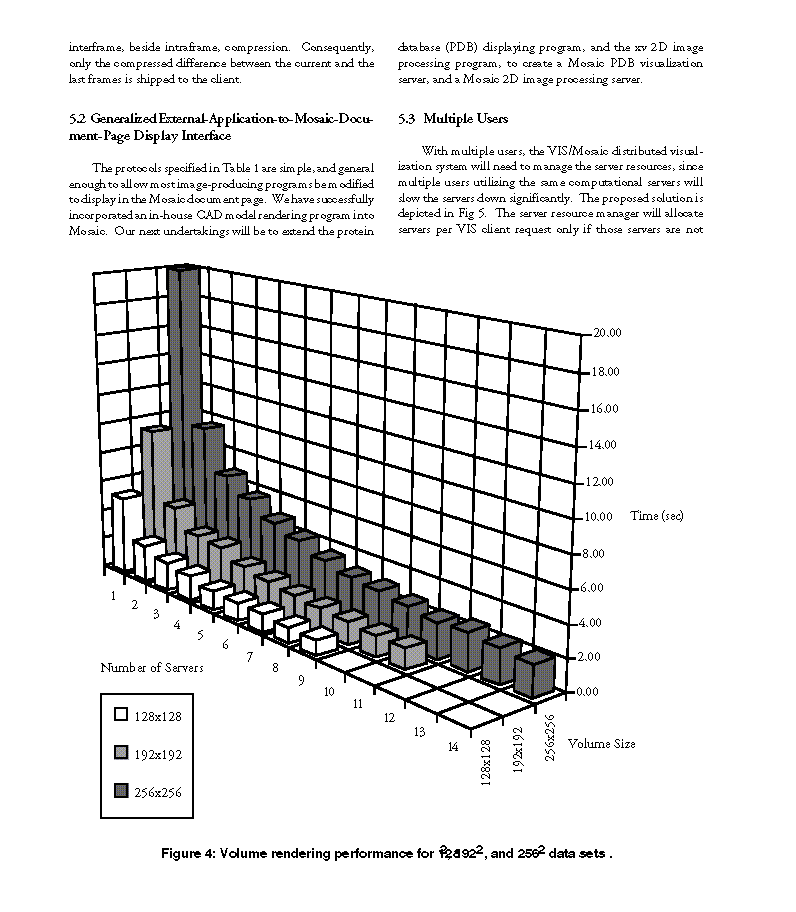 interframe, beside intraframe, compression. Consequently,
only the compressed difference between the current and the
last frames is shipped to the client.
5.2 Generalized External-Application-to-Mosaic-Docu-
ment-Page Display Interface
The protocols specified in Table 1 are simple, and general
enough to allow most image-producing programs be modified
to display in the Mosaic document page. We have successfully
incorporated an in-house CAD model rendering program into
Mosaic. Our next undertakings will be to extend the protein
database (PDB) displaying program, and the xv 2D image
processing program, to create a Mosaic PDB visualization
server, and a Mosaic 2D image processing server.
5.3 Multiple Users
With multiple users, the VIS/Mosaic distributed visual-
ization system will need to manage the server resources, since
multiple users utilizing the same computational servers will
slow the servers down significantly. The proposed solution is
depicted in Fig 5. The server resource manager will allocate
servers per VIS client request only if those servers are not
20.00
18.00
16.00
14.00
12.00
10.00
Time (sec)
8.00
6.00
4.00
2.00
0.00
1
2
3
4
5
6
7
8
9
10
11
12
13
14
Number of Servers
128x128
192x192
256x256
Volume Size
128x128
192x192
256x256
Figure 4: Volume rendering performance for 192², and 256² data sets .